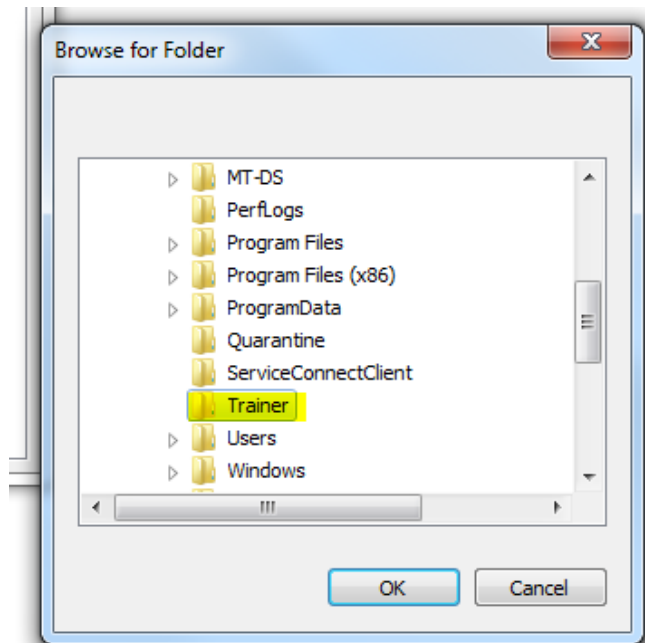 Browse for Folder
MT-DS
PerfLogs
Program Files
Program Files (x86)
ProgramData
Quarantine
ServiceConnectClient
Trainer
Users
Windows
OK Cancel